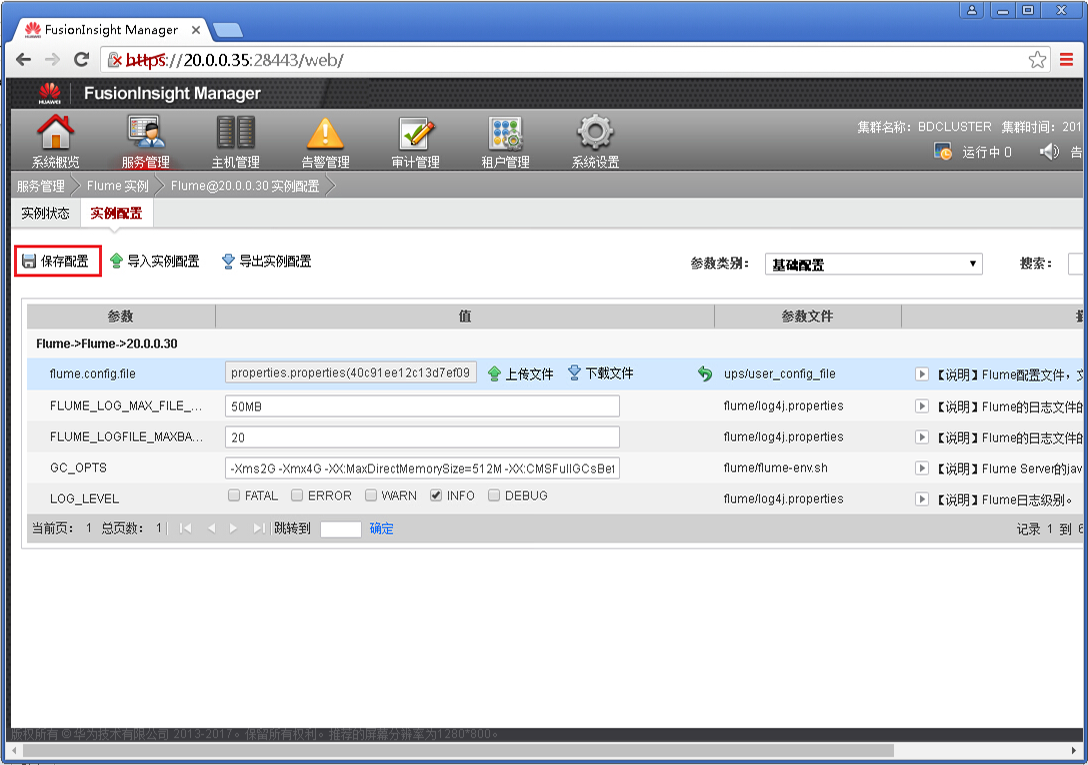 FusionInsight Manager
https://20.0.0.35:28443/web/
HUAWEI FusionInsight Manager
系统概览 服务管理 主机管理 告警管理 审计管理 租户管理 系统设置
集群名称: BDCLUSTER 集群时间: 201
运行中 0 告
服务管理 Flume 实例 Flume@20.0.0.30 实例配置
实例状态 实例配置
保存配置 导入实例配置 导出实例配置 参数类别: 基础配置 搜索:
参数 值 参数文件
Flume->Flume->20.0.0.30
flume.config.file properties.properties(40c91ee12c13d7ef09 上传文件 下载文件 ups/user_config_file 【说明】Flume配置文件，文
FLUME_LOG_MAX_FILE_... 50MB flume/log4j.properties 【说明】Flume的日志文件的
FLUME_LOGFILE_MAXBA... 20 flume/log4j.properties 【说明】Flume的日志文件的
GC_OPTS -Xms2G -Xmx4G -XX:MaxDirectMemorySize=512M -XX:CMSFullGCsBef flume/flume-env.sh 【说明】Flume Server的jav
LOG_LEVEL FATAL ERROR WARN INFO DEBUG flume/log4j.properties 【说明】Flume日志级别。
当前页: 1 总页数: 1 跳转到 确定 记录 1 到 6
版权所有 © 华为技术有限公司 2013-2017。保留所有权利。推荐的屏幕分辨率为1280*800。